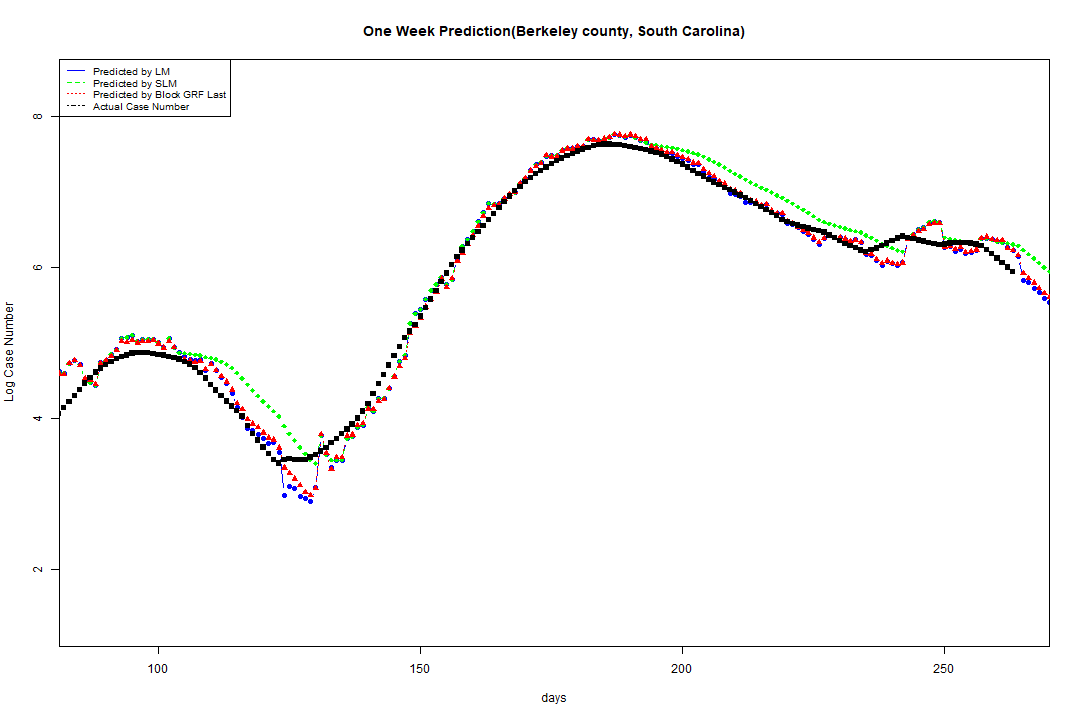 One Week Prediction(Berkeley county, South Carolina)
Predicted by LM
Predicted by SLM
Predicted by Block GRF Last
Actual Case Number
8
6
4
2
Log Case Number
100 150 200 250
days